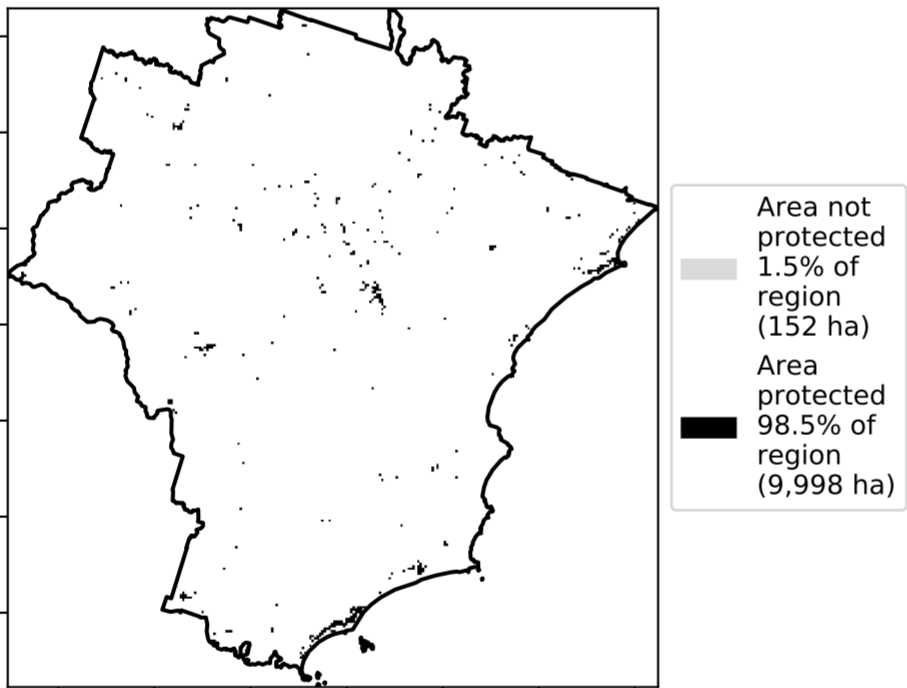 Area not
protected
1.5% of
region
(152 ha)
Area
protected
98.5% of
region
(9,998 ha)